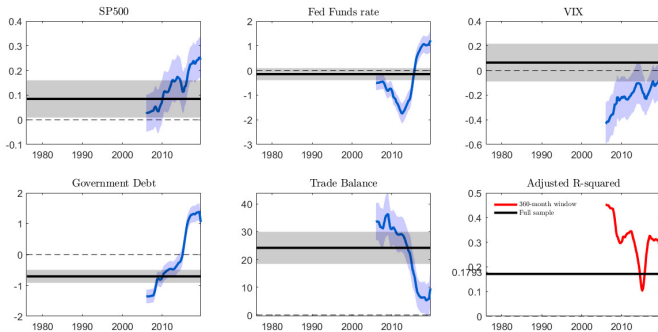 SP500
0.4
0.3
0.2
0.1
0
-0.1
1980 1990 2000 2010
Fed Funds rate
2
1
0
-1
-2
-3
1980 1990 2000 2010
VIX
0.4
0.2
0
-0.2
-0.4
-0.6
1980 1990 2000 2010
Government Debt
2
1
0
-1
-2
1980 1990 2000 2010
Trade Balance
40
30
20
10
0
1980 1990 2000 2010
Adjusted R-squared
360-month window
Full sample
0.5
0.4
0.3
0.2
0.1793
0.1
0
1980 1990 2000 2010